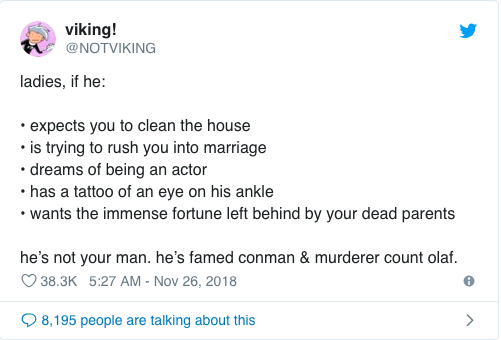 viking!
@NOTVIKING
ladies, if he:
• expects you to clean the house
• is trying to rush you into marriage
• dreams of being an actor
• has a tattoo of an eye on his ankle
• wants the immense fortune left behind by your dead parents
he’s not your man. he’s famed conman & murderer count olaf.
38.3K 5:27 AM - Nov 26, 2018
8,195 people are talking about this